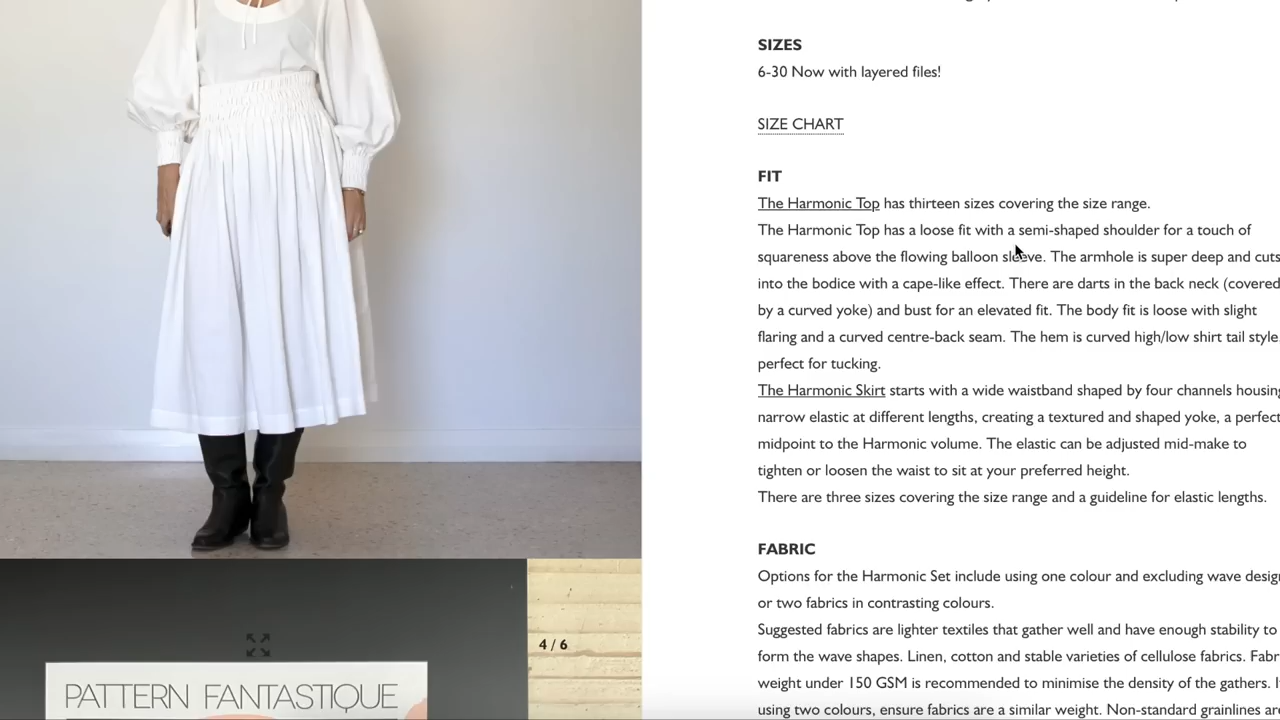 SIZES
6-30 Now with layered files!
SIZE CHART
FIT
The Harmonic Top has thirteen sizes covering the size range.
The Harmonic Top has a loose fit with a semi-shaped shoulder for a touch of
squareness above the flowing balloon sleeve. The armhole is super deep and cuts
into the bodice with a cape-like effect. There are darts in the back neck (covered
by a curved yoke) and bust for an elevated fit. The body fit is loose with slight
flaring and a curved centre-back seam. The hem is curved high/low shirt tail style,
perfect for tucking.
The Harmonic Skirt starts with a wide waistband shaped by four channels housing
narrow elastic at different lengths, creating a textured and shaped yoke, a perfect
midpoint to the Harmonic volume. The elastic can be adjusted mid-make to
tighten or loosen the waist to sit at your preferred height.
There are three sizes covering the size range and a guideline for elastic lengths.
FABRIC
Options for the Harmonic Set include using one colour and excluding wave desig
or two fabrics in contrasting colours.
Suggested fabrics are lighter textiles that gather well and have enough stability to
form the wave shapes. Linen, cotton and stable varieties of cellulose fabrics. Fabr
weight under 150 GSM is recommended to minimise the density of the gathers. I
using two colours, ensure fabrics are a similar weight. Non-standard grainlines an
4 / 6
PATTERN FANTASTIQUE